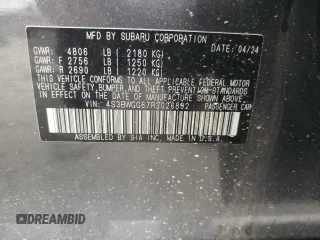 MFD BY SUBARU CORPORATION
DATE 04/24
GVWR: 4806 LB (2180 KG)
GAWR: F 2756 LB (1250 KG)
GAWR: R 2690 LB (1220 KG)
THIS VEHICLE CONFORMS TO ALL APPLICABLE FEDERAL MOTOR
VEHICLE SAFETY, BUMPER, AND THEFT PREVENTION STANDARDS
IN EFFECT ON THE DATE OF MANUFACTURE SHOWN ABOVE.
VIN: 4S3BWGG67R3026892 PASSENGER CAR
ASSEMBLED BY SIA INC. MADE IN U.S.A.
DREAMBID